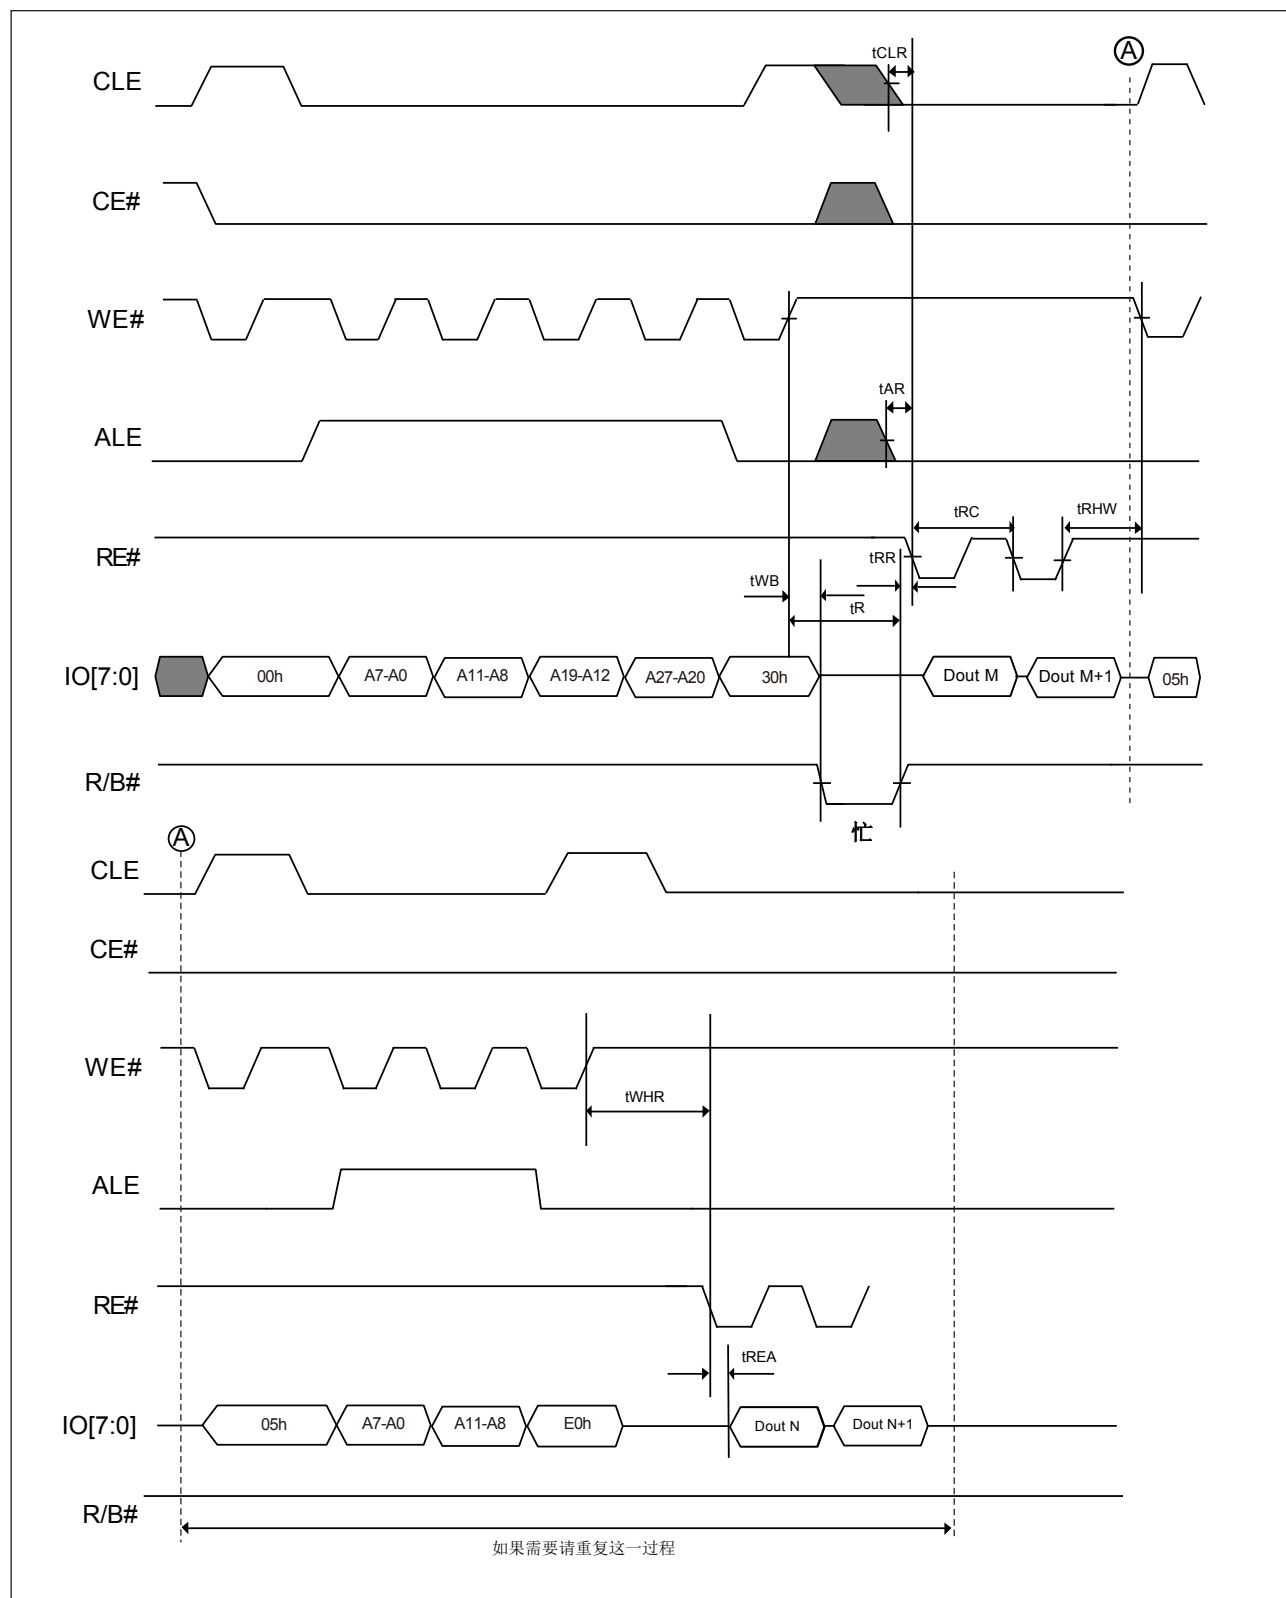 tCLR
A
CLE
CE#
WE#
tAR
ALE
tRC
tRHW
RE#
tRR
tWB
tR
IO[7:0] 00h A7-A0 A11-A8 A19-A12 A27-A20 30h Dout M Dout M+1 05h
R/B#
忙
A
CLE
CE#
WE#
tWHR
ALE
RE#
tREA
IO[7:0] 05h A7-A0 A11-A8 E0h Dout N Dout N+1
R/B#
如果需要请重复这一过程